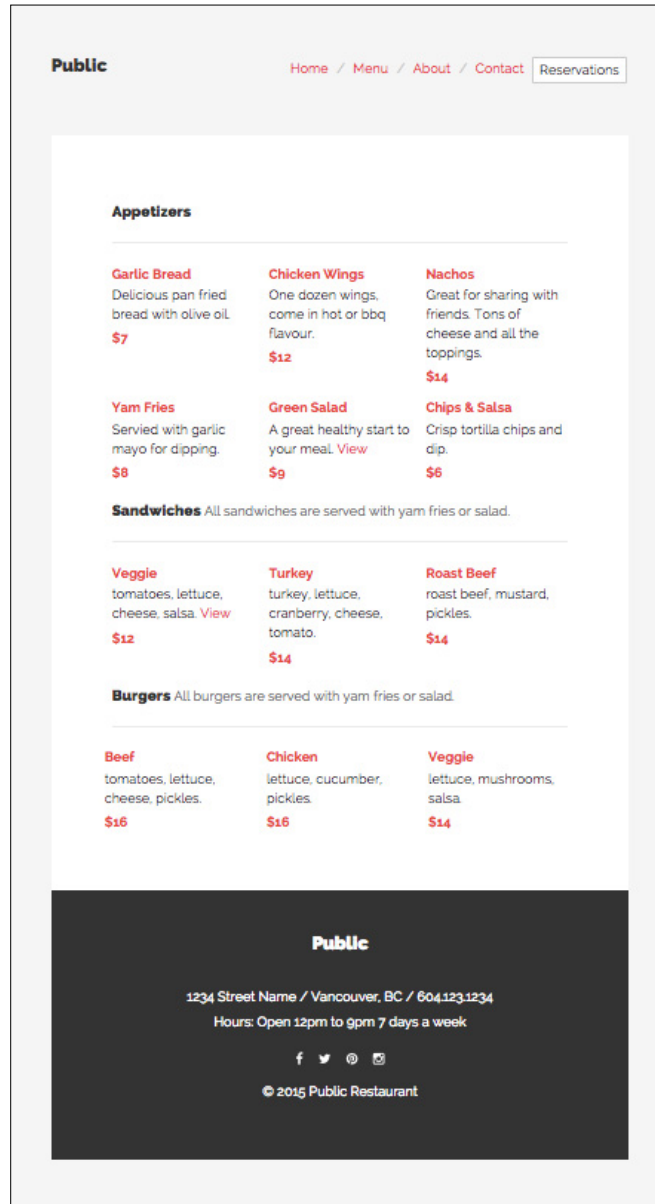 Public
Home / Menu / About / Contact Reservations
Appetizers
Garlic Bread
Delicious pan fried
bread with olive oil.
$7
Chicken Wings
One dozen wings,
come in hot or bbq
flavour.
$12
Nachos
Great for sharing with
friends. Tons of
cheese and all the
toppings.
$14
Yam Fries
Servied with garlic
mayo for dipping.
$8
Green Salad
A great healthy start to
your meal. View
$9
Chips & Salsa
Crisp tortilla chips and
dip.
$6
Sandwiches All sandwiches are served with yam fries or salad.
Veggie
tomatoes, lettuce,
cheese, salsa. View
$12
Turkey
turkey, lettuce,
cranberry, cheese,
tomato.
$14
Roast Beef
roast beef, mustard,
pickles.
$14
Burgers All burgers are served with yam fries or salad.
Beef
tomatoes, lettuce,
cheese, pickles.
$16
Chicken
lettuce, cucumber,
pickles.
$16
Veggie
lettuce, mushrooms,
salsa.
$14
Public
1234 Street Name / Vancouver, BC / 604.123.1234
Hours: Open 12pm to 9pm 7 days a week
© 2015 Public Restaurant